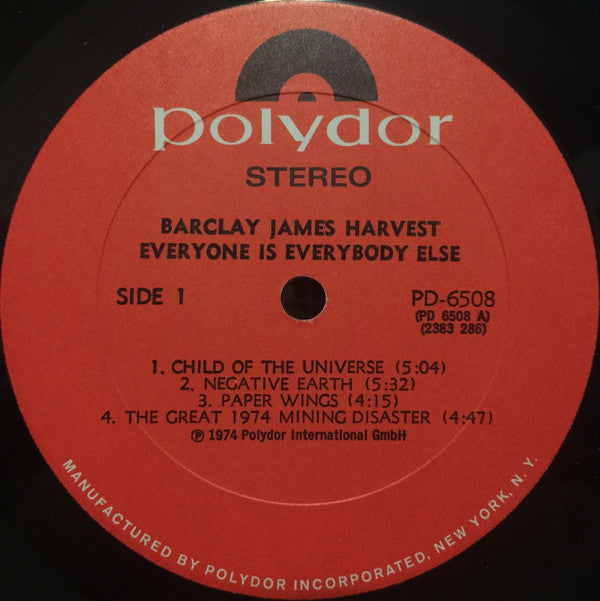 polydor
STEREO
BARCLAY JAMES HARVEST
EVERYONE IS EVERYBODY ELSE
SIDE 1
PD-6508
(PD 6508 A)
(2383 286)
1. CHILD OF THE UNIVERSE (5:04)
2. NEGATIVE EARTH (5:32)
3. PAPER WINGS (4:15)
4. THE GREAT 1974 MINING DISASTER (4:47)
℗ 1974 Polydor International GmbH
MANUFACTURED BY POLYDOR INCORPORATED, NEW YORK, N. Y.